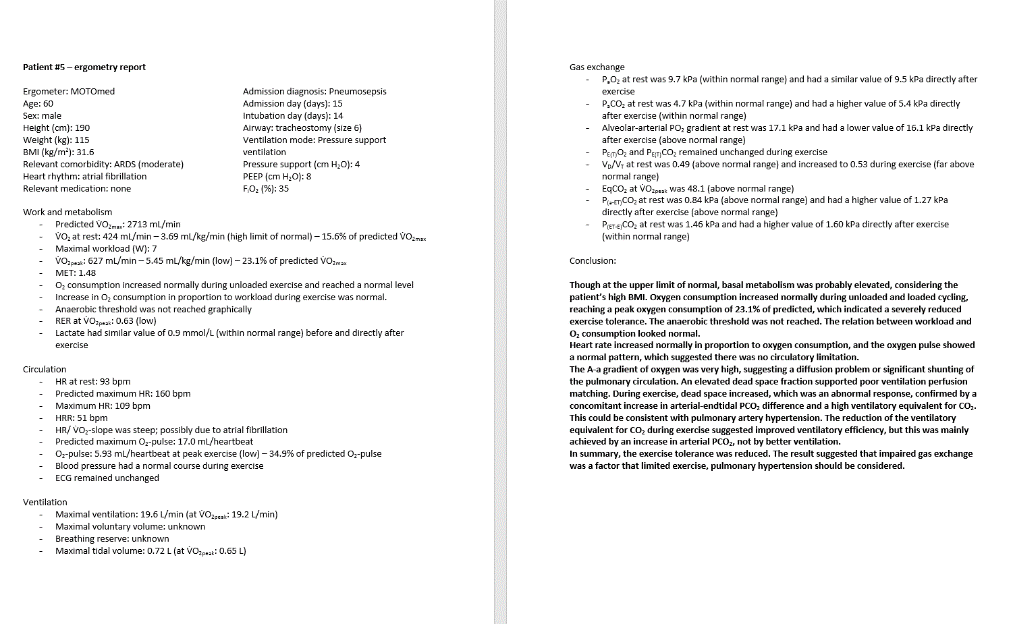 Patient #5 – ergometry report
Ergometer: MOTOmed
Age: 60
Sex: male
Height (cm): 190
Weight (kg): 115
BMI (kg/m²): 31.6
Relevant comorbidity: ARDS (moderate)
Heart rhythm: atrial fibrillation
Relevant medication: none
Admission diagnosis: Pneumosepsis
Admission day (days): 15
Intubation day (days): 14
Airway: tracheostomy (size 6)
Ventilation mode: Pressure support
ventilation
Pressure support (cm H₂O): 4
PEEP (cm H₂O): 8
FᵢO₂ (%): 35
Work and metabolism
- Predicted V̇O₂max: 2713 mL/min
- V̇O₂ at rest: 424 mL/min – 3.69 mL/kg/min (high limit of normal) – 15.6% of predicted V̇O₂max
- Maximal workload (W): 7
- V̇O₂peak: 627 mL/min – 5.45 mL/kg/min (low) – 23.1% of predicted V̇O₂max
- MET: 1.48
- O₂ consumption increased normally during unloaded exercise and reached a normal level
- Increase in O₂ consumption in proportion to workload during exercise was normal.
- Anaerobic threshold was not reached graphically
- RER at V̇O₂peak: 0.63 (low)
- Lactate had similar value of 0.9 mmol/L (within normal range) before and directly after
exercise
Circulation
- HR at rest: 93 bpm
- Predicted maximum HR: 160 bpm
- Maximum HR: 109 bpm
- HRR: 51 bpm
- HR/ V̇O₂-slope was steep; possibly due to atrial fibrillation
- Predicted maximum O₂-pulse: 17.0 mL/heartbeat
- O₂-pulse: 5.93 mL/heartbeat at peak exercise (low) – 34.9% of predicted O₂-pulse
- Blood pressure had a normal course during exercise
- ECG remained unchanged
Ventilation
- Maximal ventilation: 19.6 L/min (at V̇O₂peak: 19.2 L/min)
- Maximal voluntary volume: unknown
- Breathing reserve: unknown
- Maximal tidal volume: 0.72 L (at V̇O₂peak: 0.65 L)
Gas exchange
- PₐO₂ at rest was 9.7 kPa (within normal range) and had a similar value of 9.5 kPa directly after
exercise
- PₐCO₂ at rest was 4.7 kPa (within normal range) and had a higher value of 5.4 kPa directly
after exercise (within normal range)
- Alveolar-arterial PO₂ gradient at rest was 17.1 kPa and had a lower value of 16.1 kPa directly
after exercise (above normal range)
- PE(T)O₂ and PE(T)CO₂ remained unchanged during exercise
- VD/VT at rest was 0.49 (above normal range) and increased to 0.53 during exercise (far above
normal range)
- EqCO₂ at V̇O₂peak was 48.1 (above normal range)
- P(a-ET)CO₂ at rest was 0.84 kPa (above normal range) and had a higher value of 1.27 kPa
directly after exercise (above normal range)
- P(ET-E)CO₂ at rest was 1.46 kPa and had a higher value of 1.60 kPa directly after exercise
(within normal range)
Conclusion:
Though at the upper limit of normal, basal metabolism was probably elevated, considering the
patient's high BMI. Oxygen consumption increased normally during unloaded and loaded cycling,
reaching a peak oxygen consumption of 23.1% of predicted, which indicated a severely reduced
exercise tolerance. The anaerobic threshold was not reached. The relation between workload and
O₂ consumption looked normal.
Heart rate increased normally in proportion to oxygen consumption, and the oxygen pulse showed
a normal pattern, which suggested there was no circulatory limitation.
The A-a gradient of oxygen was very high, suggesting a diffusion problem or significant shunting of
the pulmonary circulation. An elevated dead space fraction supported poor ventilation perfusion
matching. During exercise, dead space increased, which was an abnormal response, confirmed by a
concomitant increase in arterial-endtidal PCO₂ difference and a high ventilatory equivalent for CO₂.
This could be consistent with pulmonary artery hypertension. The reduction of the ventilatory
equivalent for CO₂ during exercise suggested improved ventilatory efficiency, but this was mainly
achieved by an increase in arterial PCO₂, not by better ventilation.
In summary, the exercise tolerance was reduced. The result suggested that impaired gas exchange
was a factor that limited exercise, pulmonary hypertension should be considered.